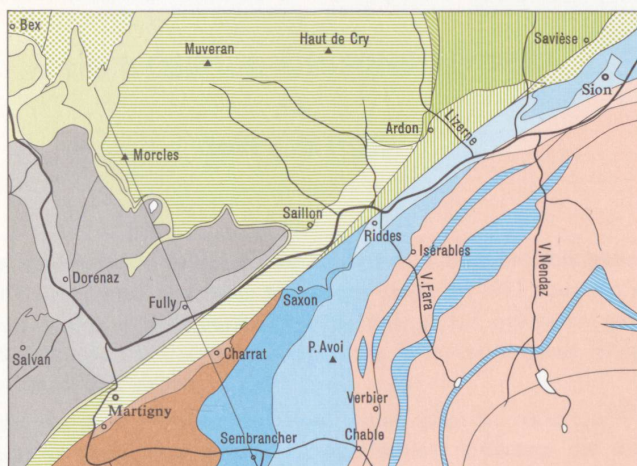 Bex
Muveran
Haut de Cry
Savièse
Sion
Ardon
Lizerne
Morcles
Saillon
Riddes
Isérables
V. Nendaz
Dorénaz
V. Fara
Saxon
Fully
Salvan
Charrat
P. Avoi
Martigny
Verbier
Sembrancher
Chable